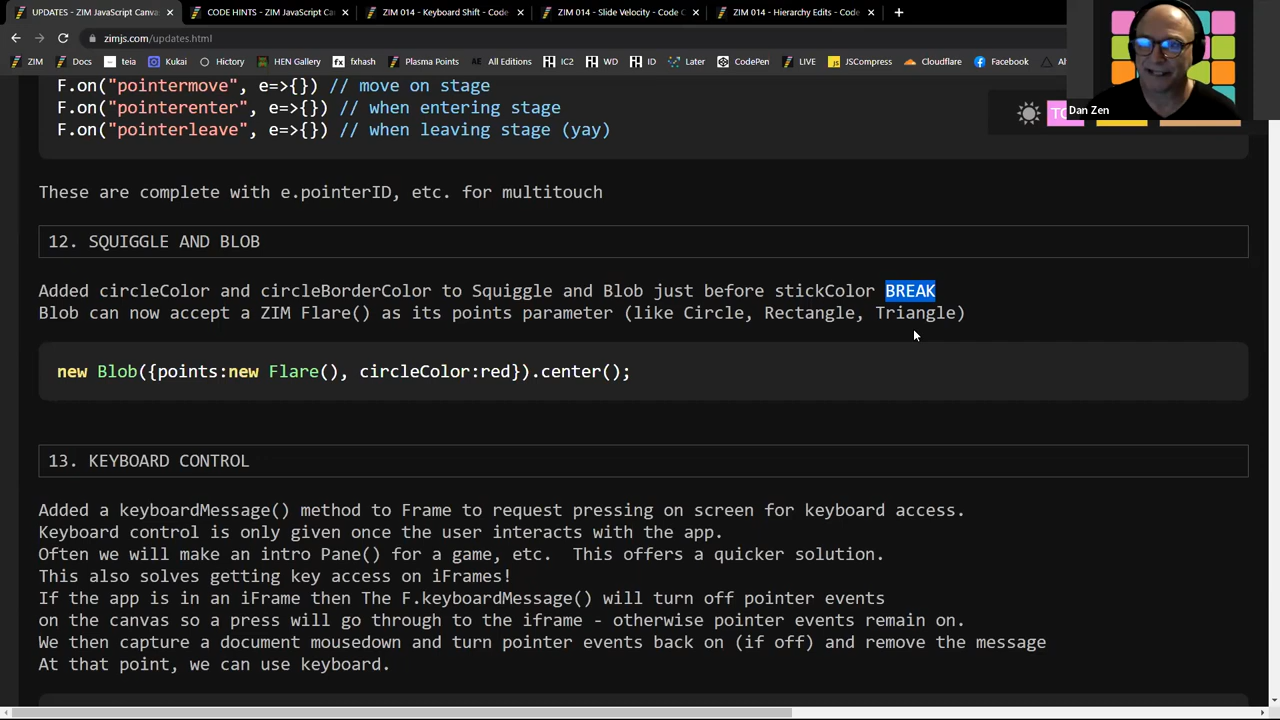 UPDATES - ZIM JavaScript Canvas
CODE HINTS - ZIM JavaScript Ca
ZIM 014 - Keyboard Shift - Code
ZIM 014 - Slide Velocity - Code
ZIM 014 - Hierarchy Edits - Code
zimjs.com/updates.html
ZIM
Docs
teia
Kukai
History
fxhash
HEN Gallery
Plasma Points
All Editions
IC2
WD
ID
Later
CodePen
LIVE
JSCompress
Cloudflare
Facebook
Dan Zen
F.on("pointermove", e=>{}) // move on stage
F.on("pointerenter", e=>{}) // when entering stage
F.on("pointerleave", e=>{}) // when leaving stage (yay)
These are complete with e.pointerID, etc. for multitouch
12. SQUIGGLE AND BLOB
Added circleColor and circleBorderColor to Squiggle and Blob just before stickColor BREAK
Blob can now accept a ZIM Flare() as its points parameter (like Circle, Rectangle, Triangle)
new Blob({points:new Flare(), circleColor:red}).center();
13. KEYBOARD CONTROL
Added a keyboardMessage() method to Frame to request pressing on screen for keyboard access.
Keyboard control is only given once the user interacts with the app.
Often we will make an intro Pane() for a game, etc.  This offers a quicker solution.
This also solves getting key access on iFrames!
If the app is in an iFrame then The F.keyboardMessage() will turn off pointer events
on the canvas so a press will go through to the iframe - otherwise pointer events remain on.
We then capture a document mousedown and turn pointer events back on (if off) and remove the message
At that point, we can use keyboard.